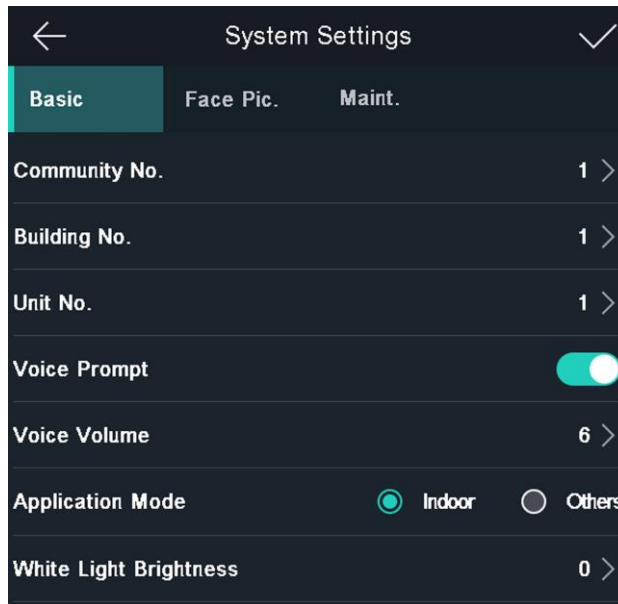 System Settings
Basic Face Pic. Maint.
Community No. 1
Building No. 1
Unit No. 1
Voice Prompt
Voice Volume 6
Application Mode Indoor Others
White Light Brightness 0